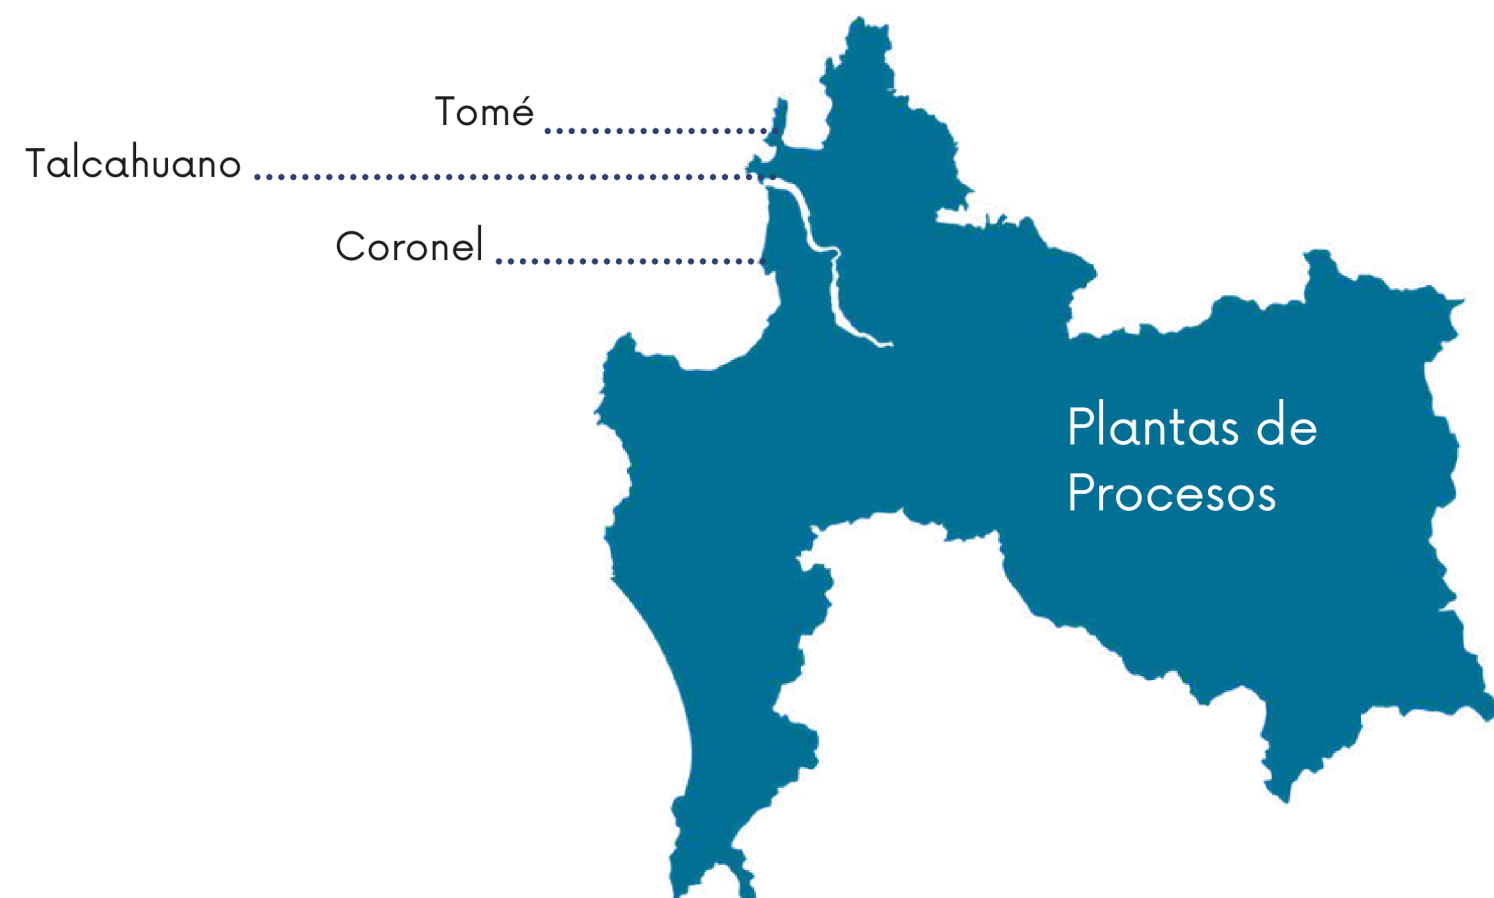 Tomé
Talcahuano
Coronel
Plantas de
Procesos